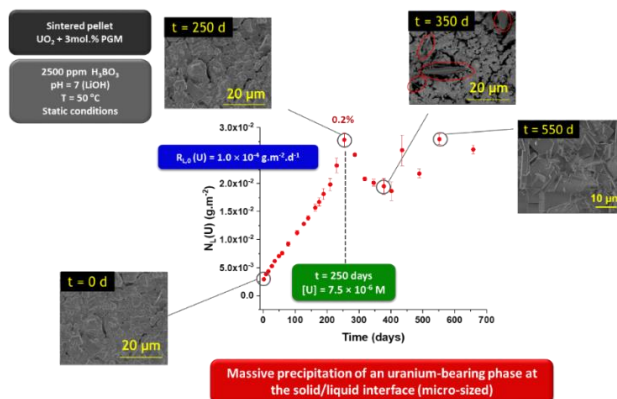 Sintered pellet
UO₂ + 3mol.% PGM
2500 ppm H₃BO₃
pH = 7 (LiOH)
T = 50 °C
Static conditions
t = 250 d
20 µm
t = 350 d
20 µm
t = 550 d
10 µm
t = 0 d
20 µm
0.2%
R_L,0 (U) = 1.0 × 10⁻⁴ g.m⁻².d⁻¹
N_L(U) (g.m⁻²)
3.0x10⁻²
2.5x10⁻²
2.0x10⁻²
1.5x10⁻²
1.0x10⁻²
5.0x10⁻³
0.0
0 100 200 300 400 500 600 700
Time (days)
t = 250 days
[U] = 7.5 × 10⁻⁶ M
Massive precipitation of an uranium-bearing phase at
the solid/liquid interface (micro-sized)